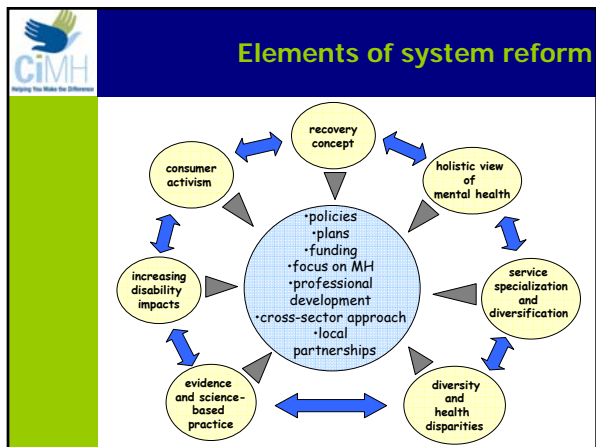 CiMH
Helping You Make the Difference
Elements of system reform
recovery
concept
consumer
activism
holistic view
of
mental health
•policies
•plans
•funding
•focus on MH
•professional
development
•cross-sector approach
•local
partnerships
increasing
disability
impacts
service
specialization
and
diversification
evidence
and science-
based
practice
diversity
and
health
disparities